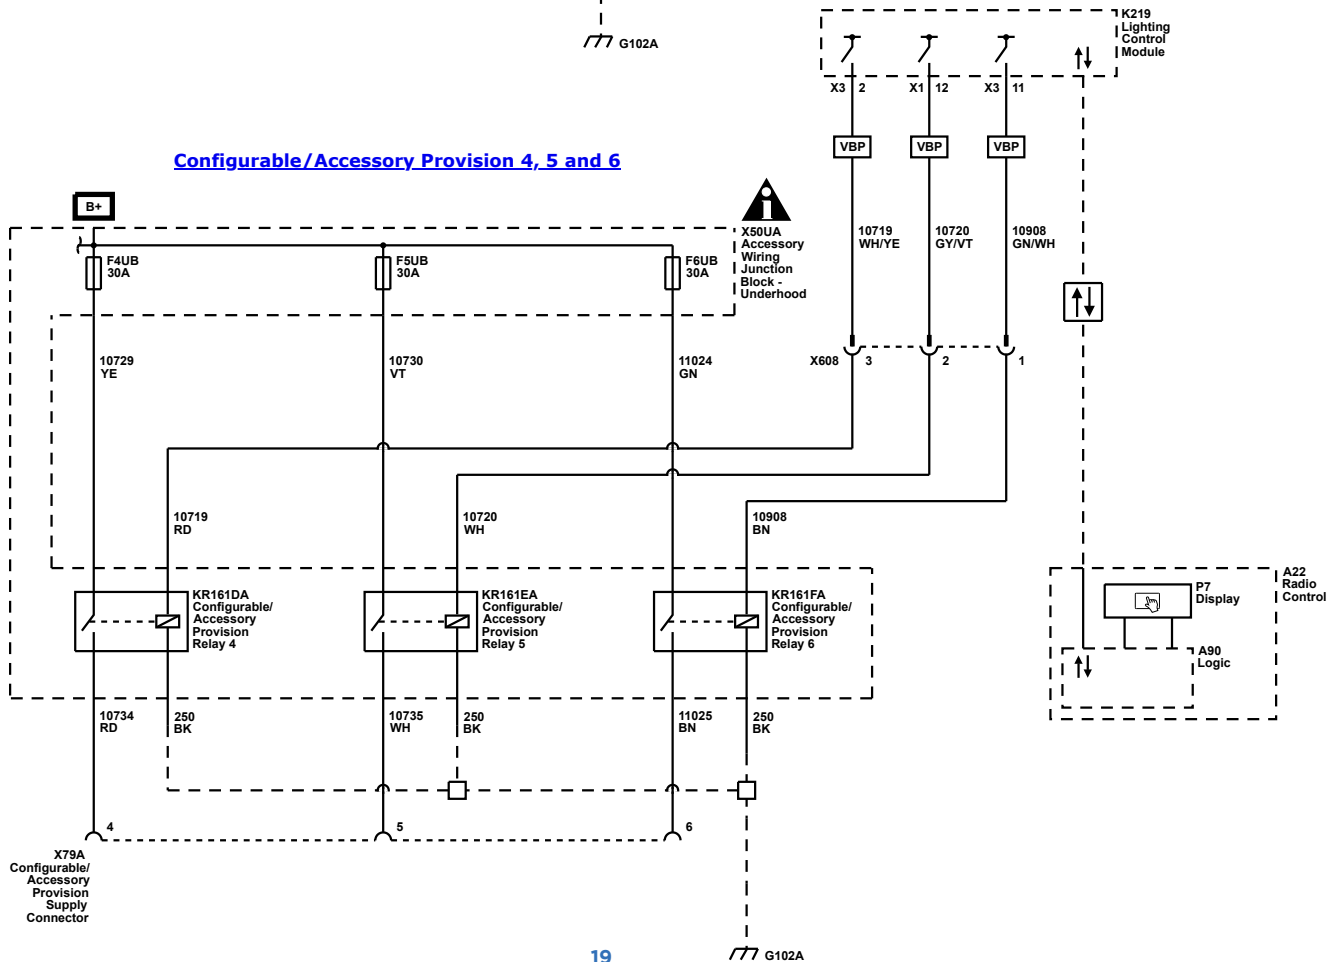 G102A
K219
Lighting
Control
Module
X3 2
X1 12
X3 11
VBP
VBP
VBP
Configurable/Accessory Provision 4, 5 and 6
B+
X50UA
Accessory
Wiring
Junction
Block -
Underhood
F4UB
30A
F5UB
30A
F6UB
30A
10719
WH/YE
10720
GY/VT
10908
GN/WH
10729
YE
10730
VT
11024
GN
X608 3
2
1
10719
RD
10720
WH
10908
BN
KR161DA
Configurable/
Accessory
Provision
Relay 4
KR161EA
Configurable/
Accessory
Provision
Relay 5
KR161FA
Configurable/
Accessory
Provision
Relay 6
A22
Radio
Control
P7
Display
A90
Logic
10734
RD
250
BK
10735
WH
250
BK
11025
BN
250
BK
4
5
6
X79A
Configurable/
Accessory
Provision
Supply
Connector
19
G102A